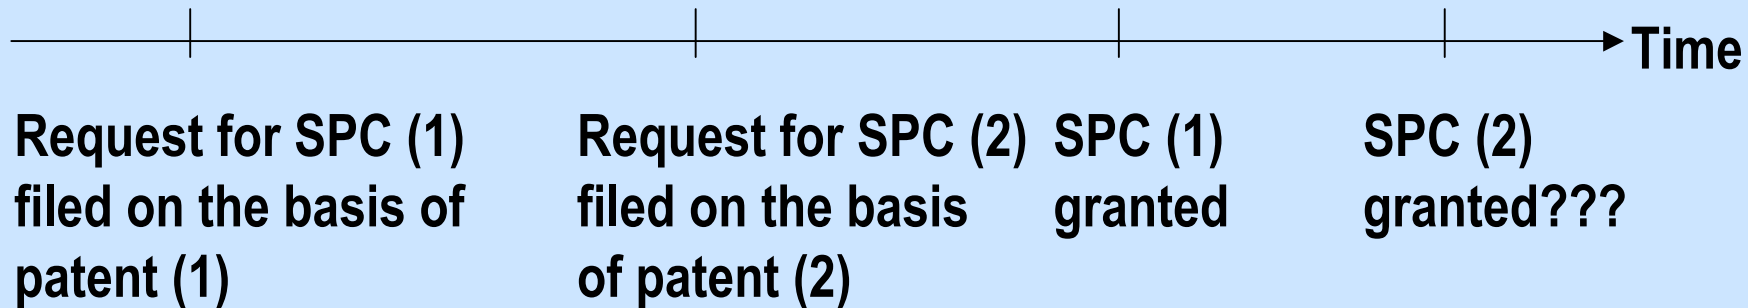 Time
Request for SPC (1)
filed on the basis of
patent (1)
Request for SPC (2)
filed on the basis
of patent (2)
SPC (1)
granted
SPC (2)
granted???